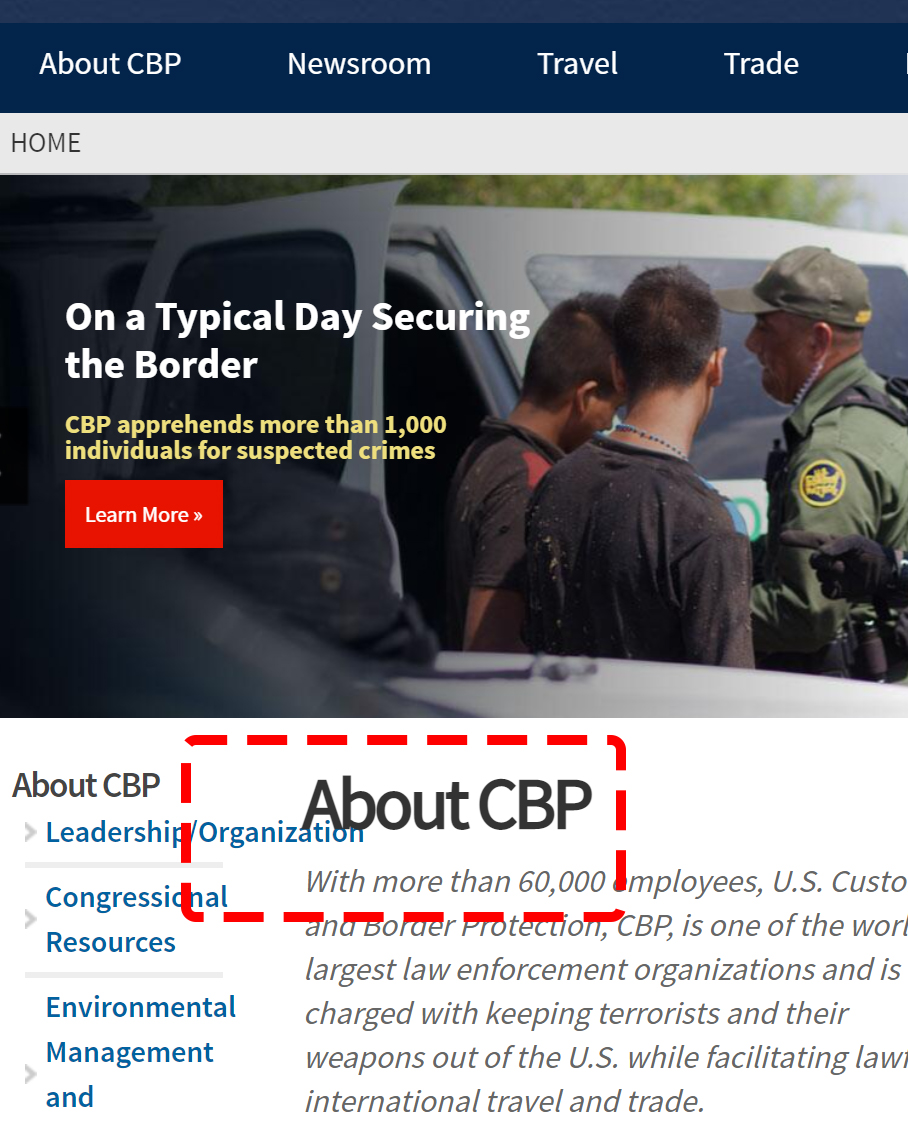 About CBP
Newsroom
Travel
Trade
HOME
On a Typical Day Securing
the Border
CBP apprehends more than 1,000
individuals for suspected crimes
Learn More »
About CBP
Leadership/Organization
Congressional
Resources
Environmental
Management
and
About CBP
With more than 60,000 employees, U.S. Custo
and Border Protection, CBP, is one of the worl
largest law enforcement organizations and is
charged with keeping terrorists and their
weapons out of the U.S. while facilitating lawf
international travel and trade.